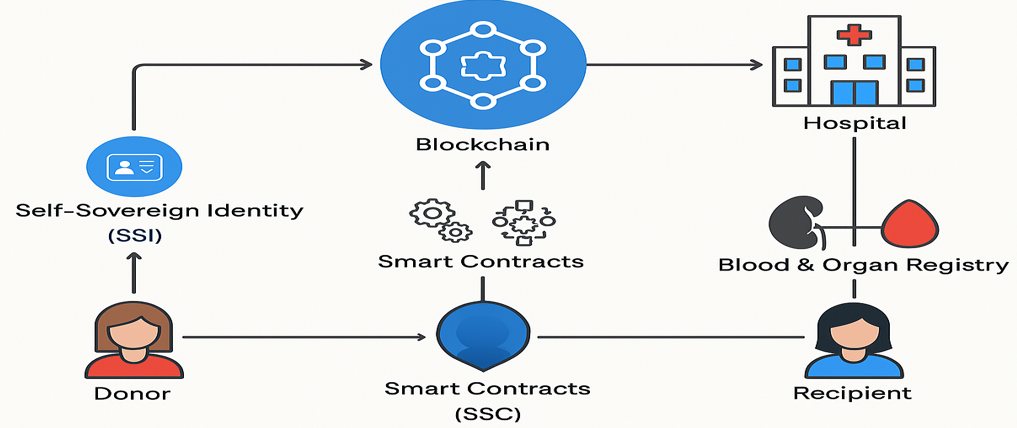 Blockchain
Hospital
Self-Sovereign Identity
(SSI)
Smart Contracts
Blood & Organ Registry
Donor
Smart Contracts
(SSC)
Recipient